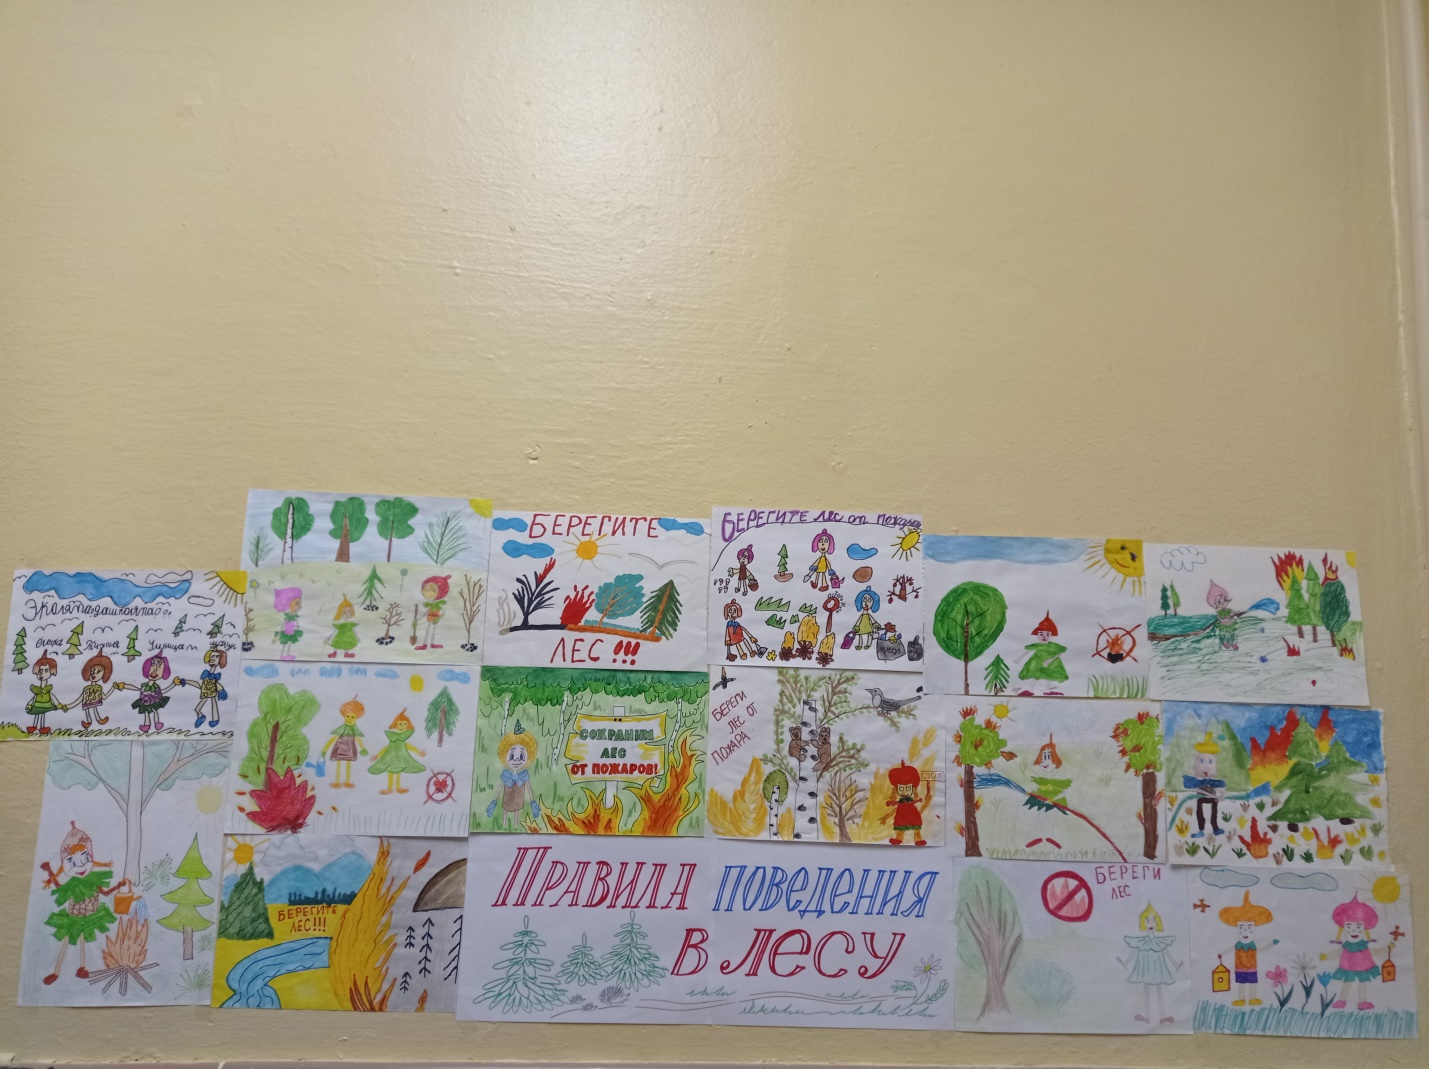 БЕРЕГИТЕ
ЛЕС !!!
БЕРЕГИТЕ лес от
СОХРАНИМ
ЛЕС
ОТ ПОЖАРОВ!
БЕРЕГИ
ЛЕС ОТ
ПОЖАРА
БЕРЕГИТЕ
ЛЕС!!!
ПРАВИЛА ПОВЕДЕНИЯ
В ЛЕСУ
БЕРЕГИ
ЛЕС